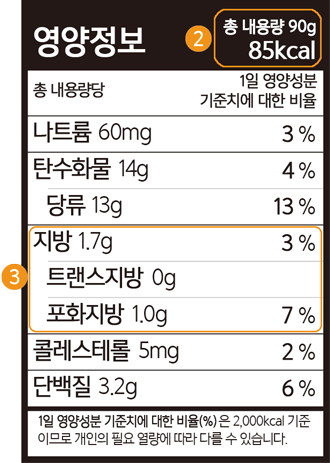 영양정보
2
총 내용량 90g
85kcal
총 내용량당
1일 영양성분
기준치에 대한 비율
나트륨 60mg 3 %
탄수화물 14g 4 %
당류 13g 13 %
지방 1.7g 3 %
3
트랜스지방 0g
포화지방 1.0g 7 %
콜레스테롤 5mg 2 %
단백질 3.2g 6 %
1일 영양성분 기준치에 대한 비율(%)은 2,000kcal 기준
이므로 개인의 필요 열량에 따라 다를 수 있습니다.